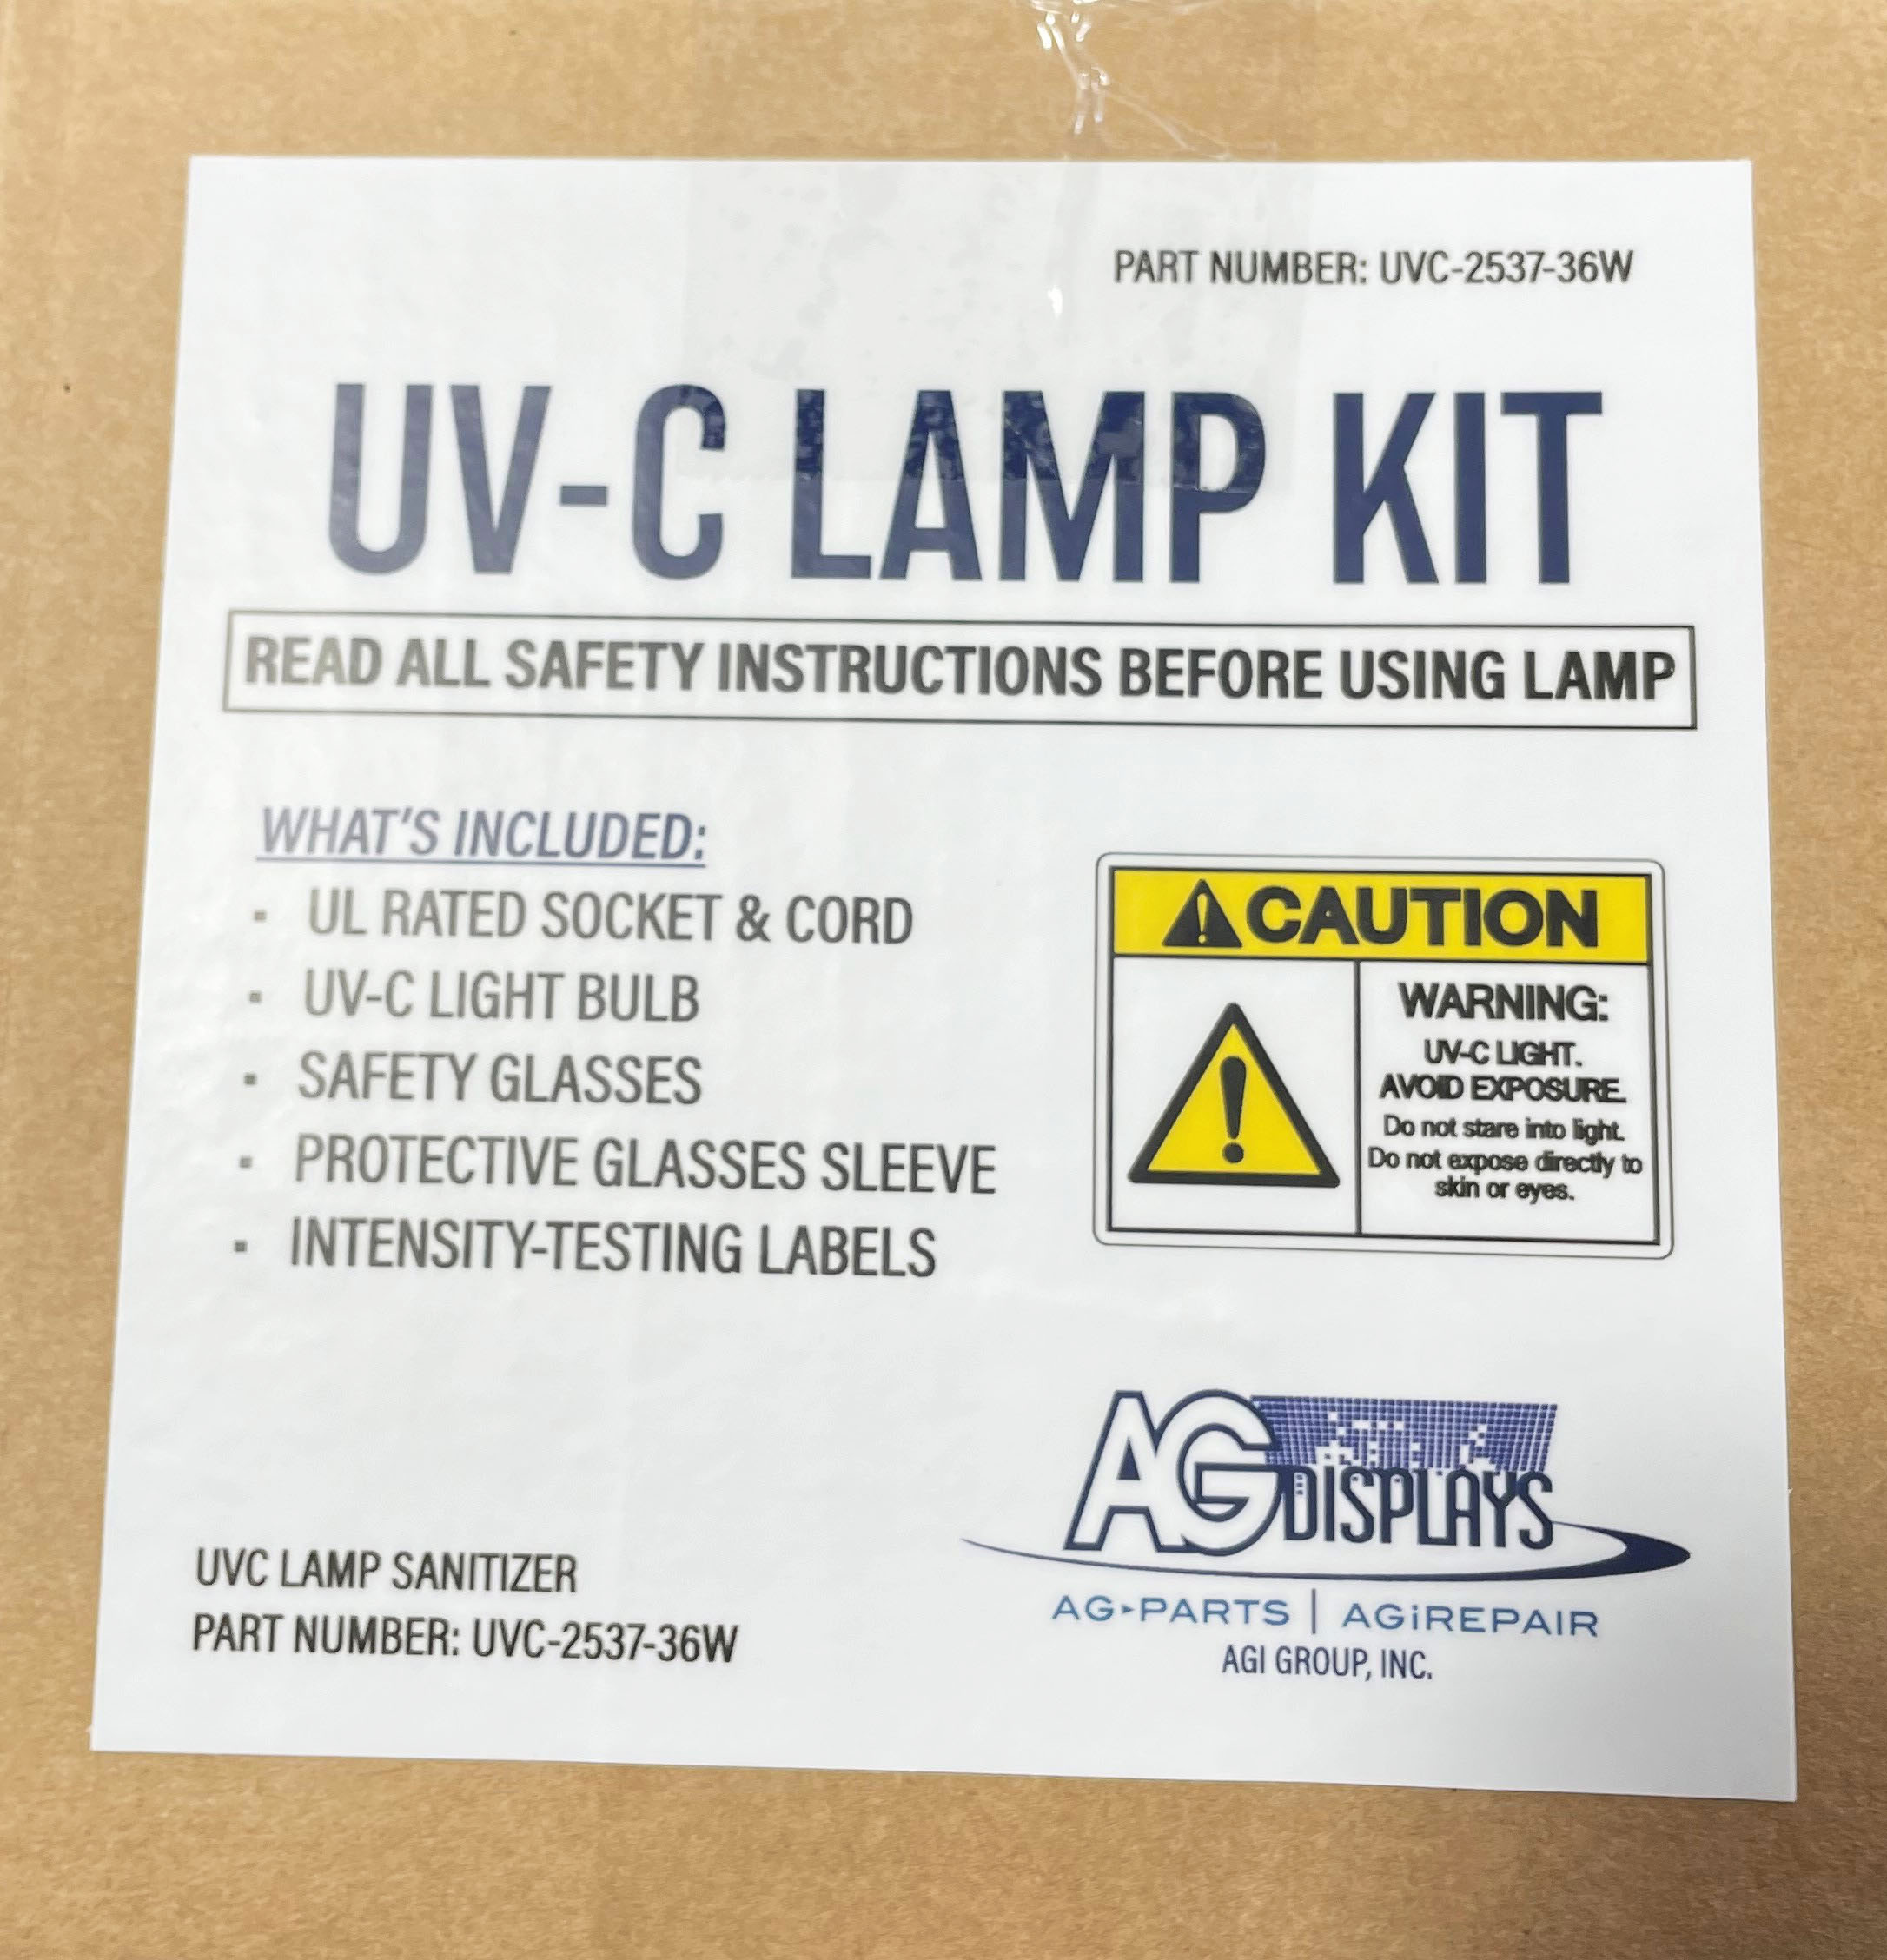 PART NUMBER: UVC-2537-36W
UV-C LAMP KIT
READ ALL SAFETY INSTRUCTIONS BEFORE USING LAMP
WHAT'S INCLUDED:
▪ UL RATED SOCKET & CORD
▪ UV-C LIGHT BULB
▪ SAFETY GLASSES
▪ PROTECTIVE GLASSES SLEEVE
▪ INTENSITY-TESTING LABELS
CAUTION
WARNING:
UV-C LIGHT.
AVOID EXPOSURE.
Do not stare into light.
Do not expose directly to
skin or eyes.
UVC LAMP SANITIZER
PART NUMBER: UVC-2537-36W
AG DISPLAYS
AG▸PARTS | AGiREPAIR
AGI GROUP, INC.